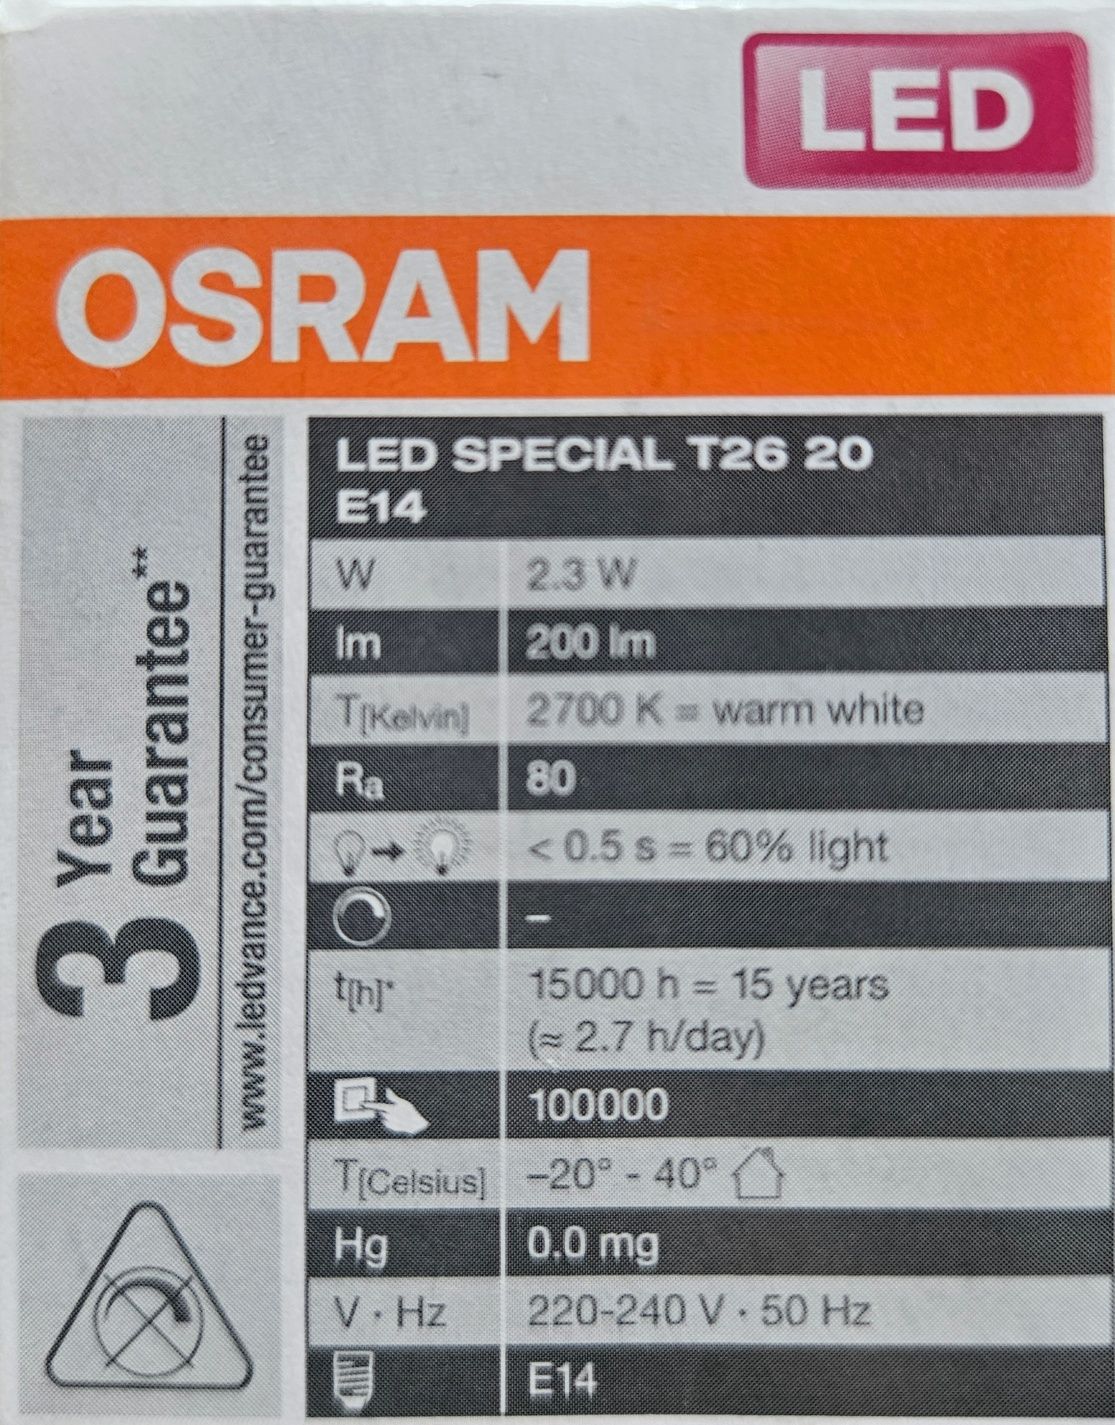 LED
OSRAM
3 Year
Guarantee**
www.ledvance.com/consumer-guarantee
LED SPECIAL T26 20
E14
W 2.3 W
lm 200 lm
T[Kelvin] 2700 K = warm white
Ra 80
< 0.5 s = 60% light
–
t[h]* 15000 h = 15 years
(≈ 2.7 h/day)
100000
T[Celsius] –20° - 40°
Hg 0.0 mg
V · Hz 220-240 V · 50 Hz
E14